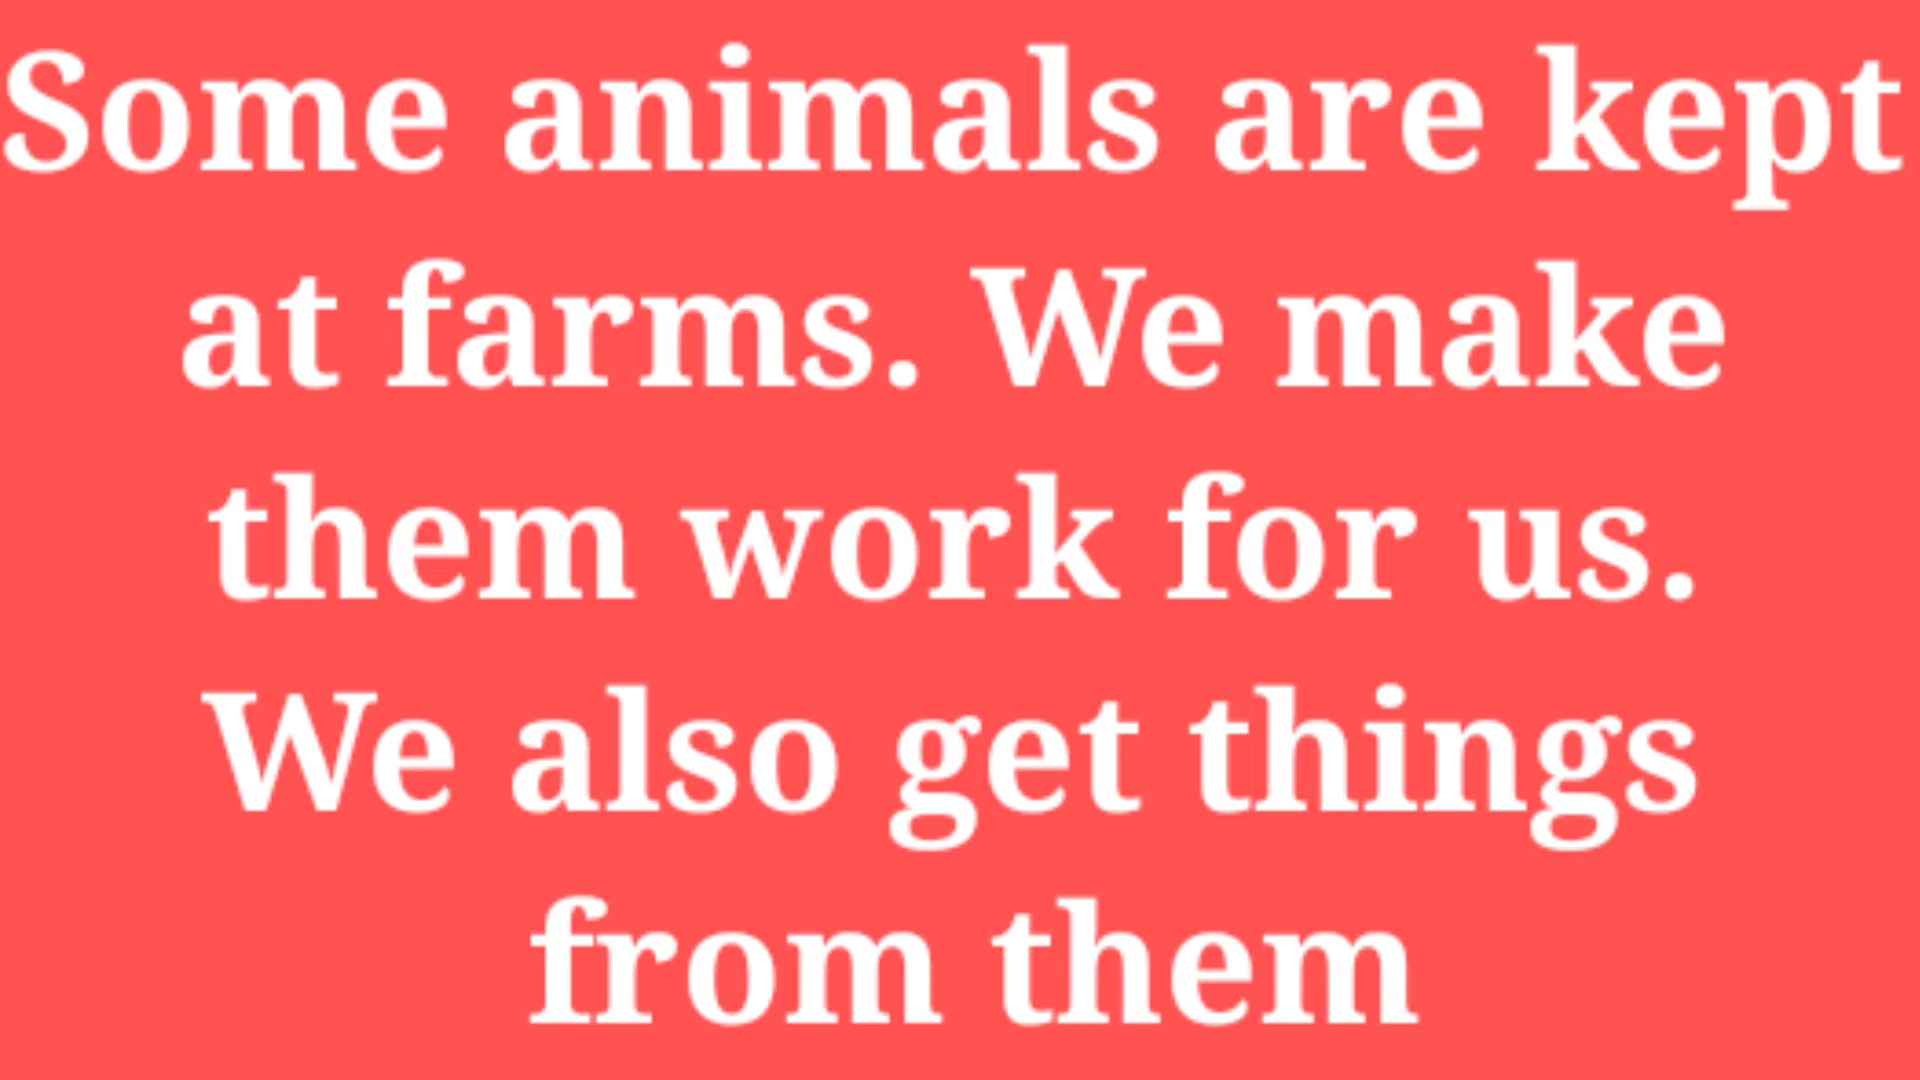 Some animals are kept
at farms. We make
them work for us.
We also get things
from them